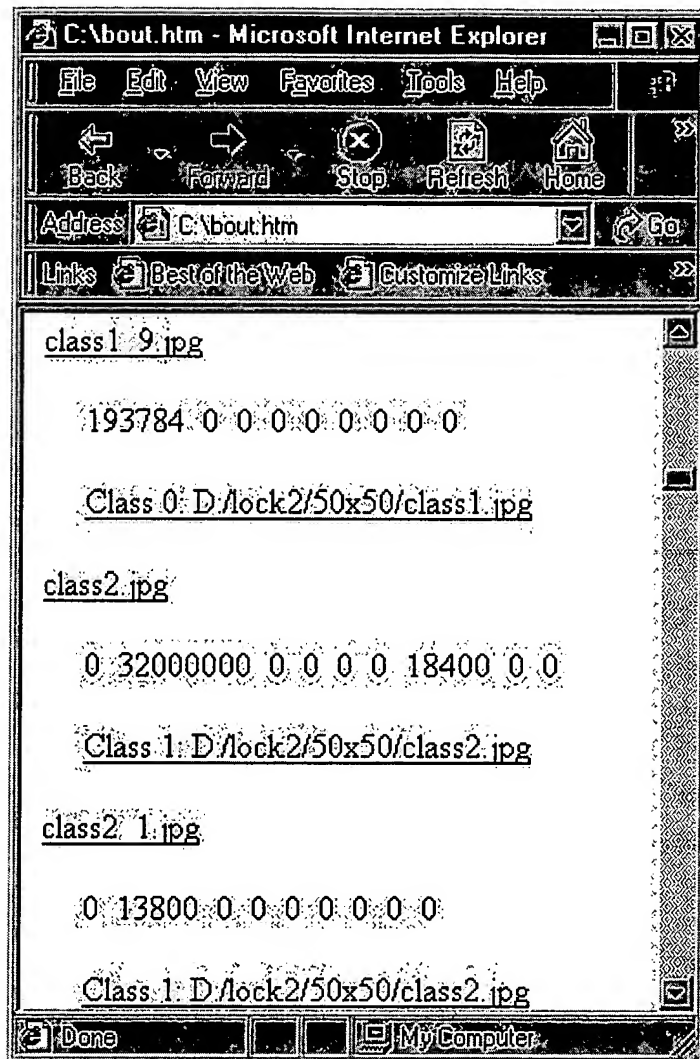 C:\bout.htm - Microsoft Internet Explorer
File Edit View Favorites Tools Help
Back Forward Stop Refresh Home
Address C:\bout.htm Go
Links Best of the Web Customize Links
class1 9.jpg
193784 0 0 0 0 0 0 0 0
Class 0: D:/lock2/50x50/class1.jpg
class2.jpg
0 32000000 0 0 0 0 18400 0 0
Class 1: D:/lock2/50x50/class2.jpg
class2 1.jpg
0 13800 0 0 0 0 0 0 0
Class 1: D:/lock2/50x50/class2.jpg
Done My Computer